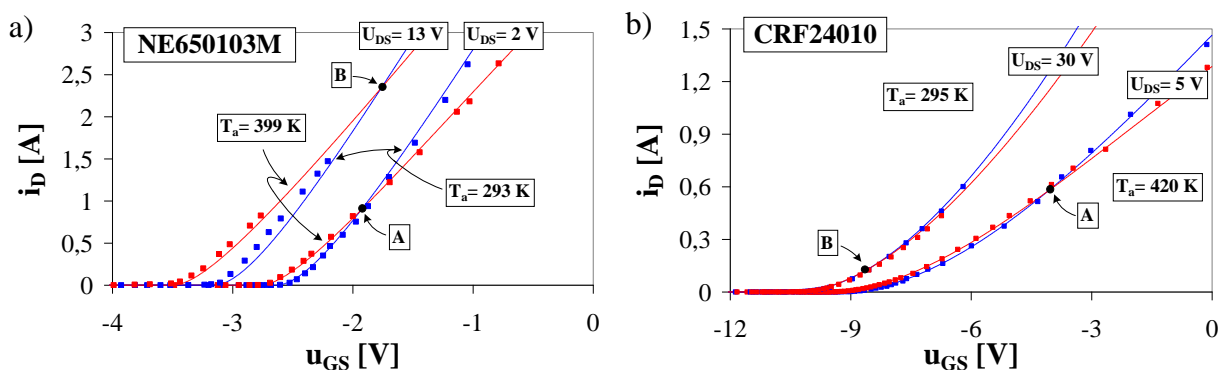 a)
NE650103M
U_DS= 13 V
U_DS= 2 V
B
T_a= 399 K
T_a= 293 K
A
i_D [A]
3
2,5
2
1,5
1
0,5
0
-4
-3
-2
-1
0
u_GS [V]
b)
CRF24010
U_DS= 30 V
T_a= 295 K
U_DS= 5 V
T_a= 420 K
A
B
i_D [A]
1,5
1,2
0.9
0.6
0.3
0
-12
-9
-6
-3
0
u_GS [V]